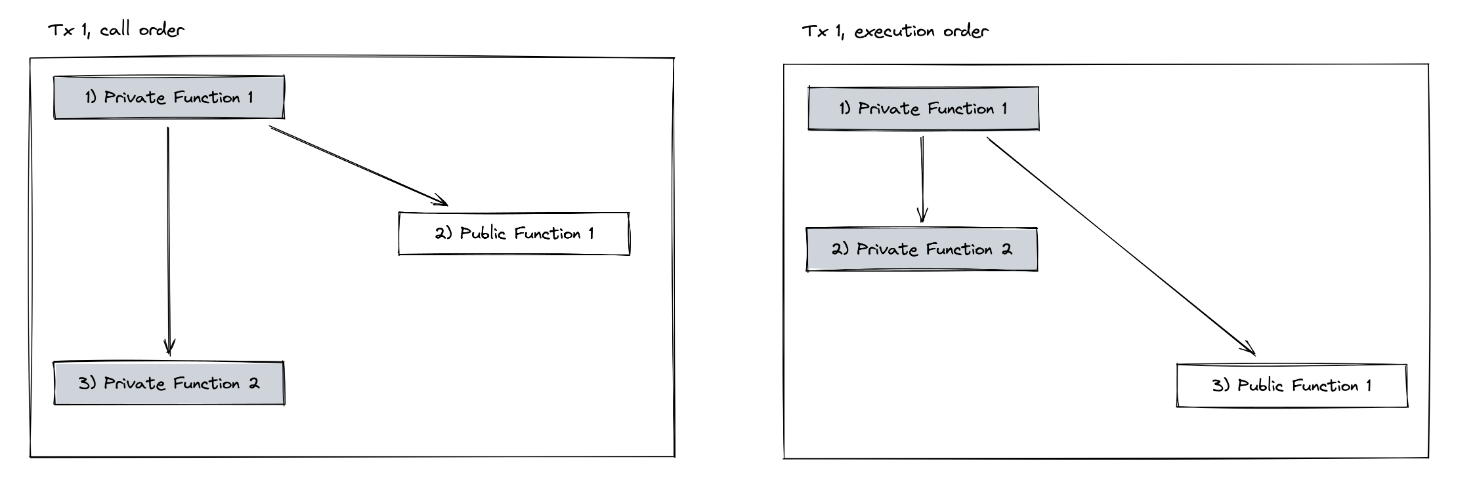 Tx 1, call order
1) Private Function 1
2) Public Function 1
3) Private Function 2
Tx 1, execution order
1) Private Function 1
2) Private Function 2
3) Public Function 1